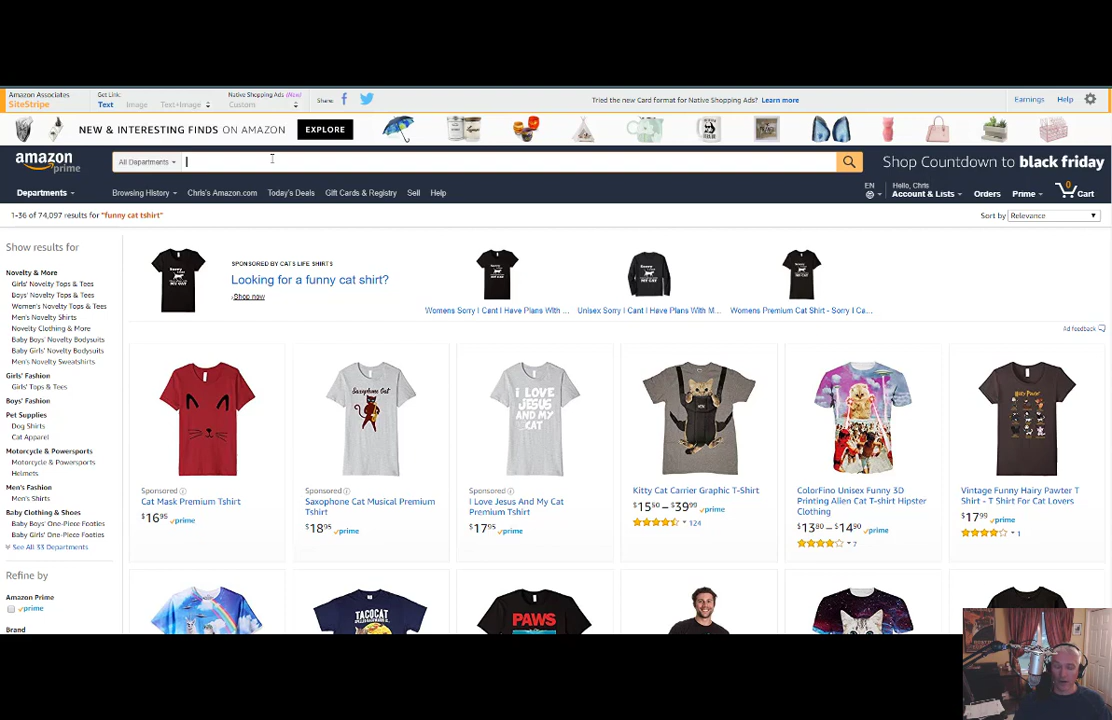 Amazon Associates
SiteStripe
Get Link:
Text Image Text+Image
Native Shopping Ads (New)
Custom
Share:
Tried the new Card format for Native Shopping Ads? Learn more
Earnings Help
NEW & INTERESTING FINDS ON AMAZON EXPLORE
amazon
prime
All Departments
Shop Countdown to black friday
Departments
Browsing History Chris's Amazon.com Today's Deals Gift Cards & Registry Sell Help
EN
Hello, Chris
Account & Lists Orders Prime 0 Cart
1-36 of 74,097 results for "funny cat tshirt"
Sort by Relevance
Show results for
Novelty & More
Girls' Novelty Tops & Tees
Boys' Novelty Tops & Tees
Women's Novelty Tops & Tees
Men's Novelty Shirts
Novelty Clothing & More
Baby Boys' Novelty Bodysuits
Baby Girls' Novelty Bodysuits
Men's Novelty Sweatshirts
Girls' Fashion
Girls' Tops & Tees
Boys' Fashion
Pet Supplies
Dog Shirts
Cat Apparel
Motorcycle & Powersports
Motorcycle & Powersports
Helmets
Men's Fashion
Men's Shirts
Baby Clothing & Shoes
Baby Boys' One-Piece Footies
Baby Girls' One-Piece Footies
See All 33 Departments
Refine by
Amazon Prime
prime
Brand
SPONSORED BY CAT'S LIFE SHIRTS
Looking for a funny cat shirt?
Shop now
Womens Sorry I Cant I Have Plans With ...
Unisex Sorry I Cant I Have Plans With M...
Womens Premium Cat Shirt - Sorry I Ca...
Ad feedback
Saxophone Cat
I LOVE
JESUS
AND MY
CAT
Hairy Pawter
Sponsored
Cat Mask Premium Tshirt
$16.95 prime
Sponsored
Saxophone Cat Musical Premium
Tshirt
$18.95 prime
Sponsored
I Love Jesus And My Cat
Premium Tshirt
$17.95 prime
Kitty Cat Carrier Graphic T-Shirt
$15.50 – $39.99 prime
124
ColorFino Unisex Funny 3D
Printing Alien Cat T-shirt Hipster
Clothing
$13.80 – $14.90 prime
7
Vintage Funny Hairy Pawter T
Shirt - T Shirt For Cat Lovers
$17.99 prime
1
TACOCAT
PAWS